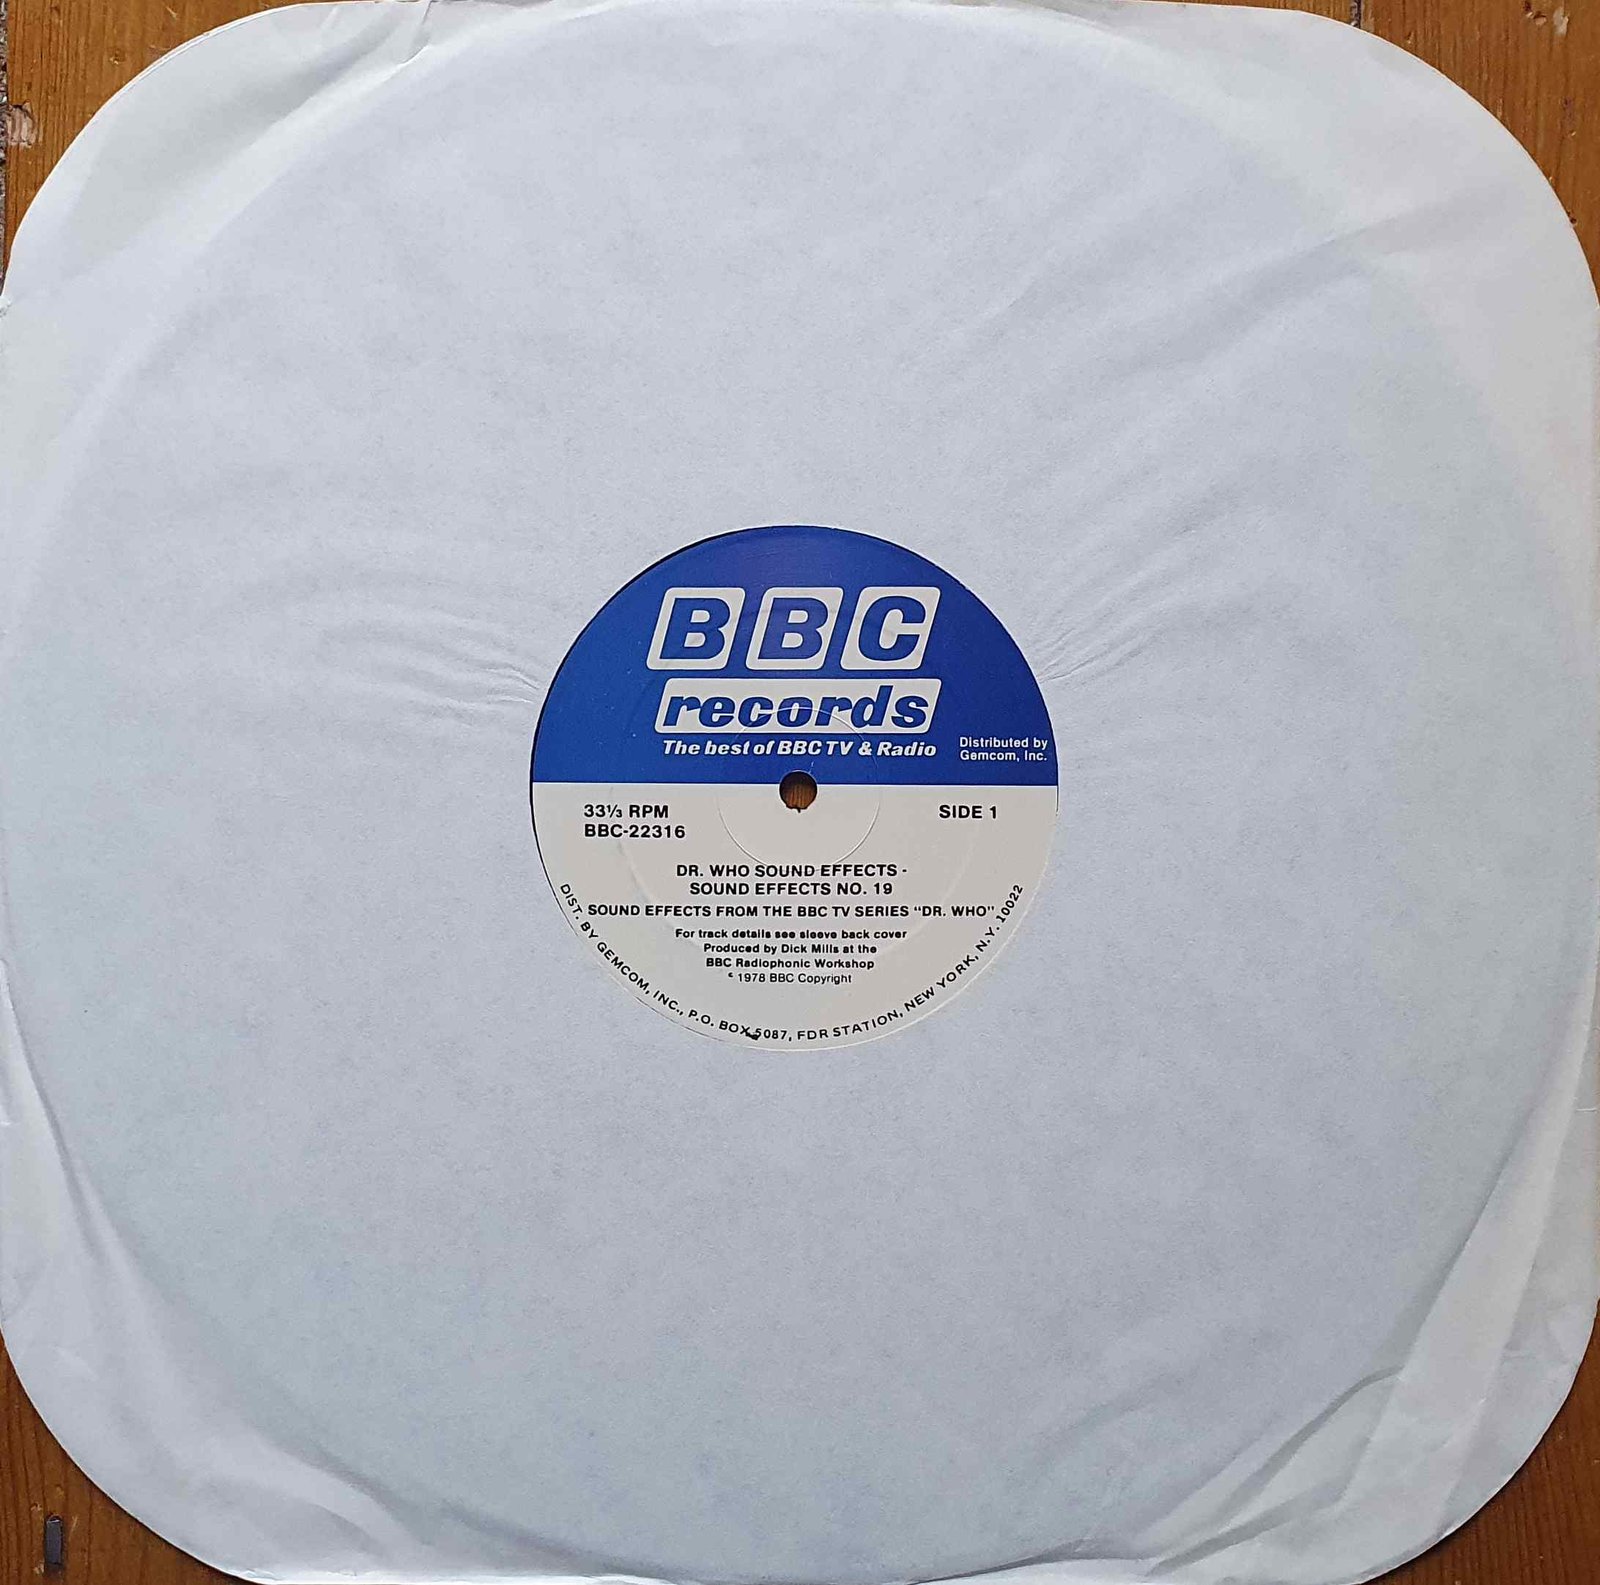 BBC
records
The best of BBC TV & Radio
Distributed by
Gemcom, Inc.
33⅓ RPM
BBC-22316
SIDE 1
DR. WHO SOUND EFFECTS -
SOUND EFFECTS NO. 19
SOUND EFFECTS FROM THE BBC TV SERIES "DR. WHO"
For track details see sleeve back cover
Produced by Dick Mills at the
BBC Radiophonic Workshop
© 1978 BBC Copyright
DIST. BY GEMCOM, INC., P.O. BOX 5087, FDR STATION, NEW YORK, N.Y. 10022